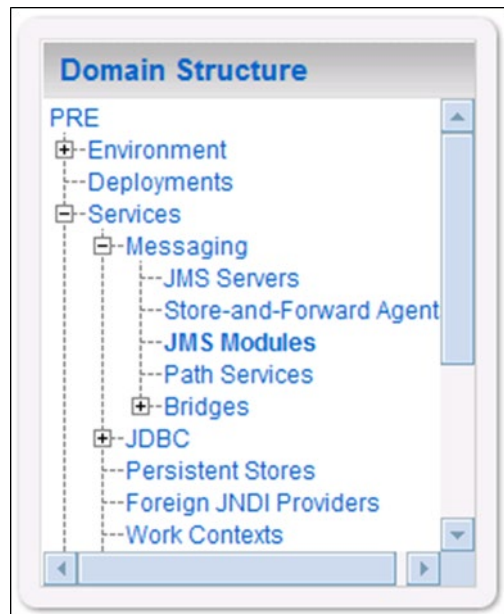 Domain Structure
PRE
Environment
Deployments
Services
Messaging
JMS Servers
Store-and-Forward Agent
JMS Modules
Path Services
Bridges
JDBC
Persistent Stores
Foreign JNDI Providers
Work Contexts